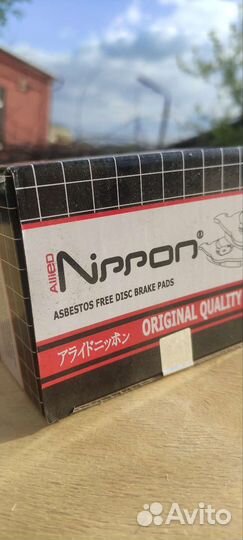 Allied
Nippon®
ASBESTOS FREE DISC BRAKE PADS
アライドニッポン
ORIGINAL QUALITY
Avito